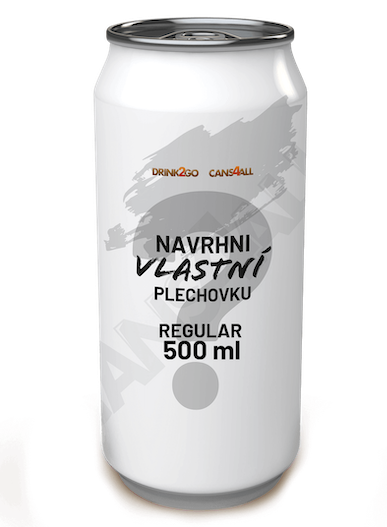 DRINK2GO CANS4ALL
NAVRHNI
VLASTNÍ
PLECHOVKU
REGULAR
500 ml